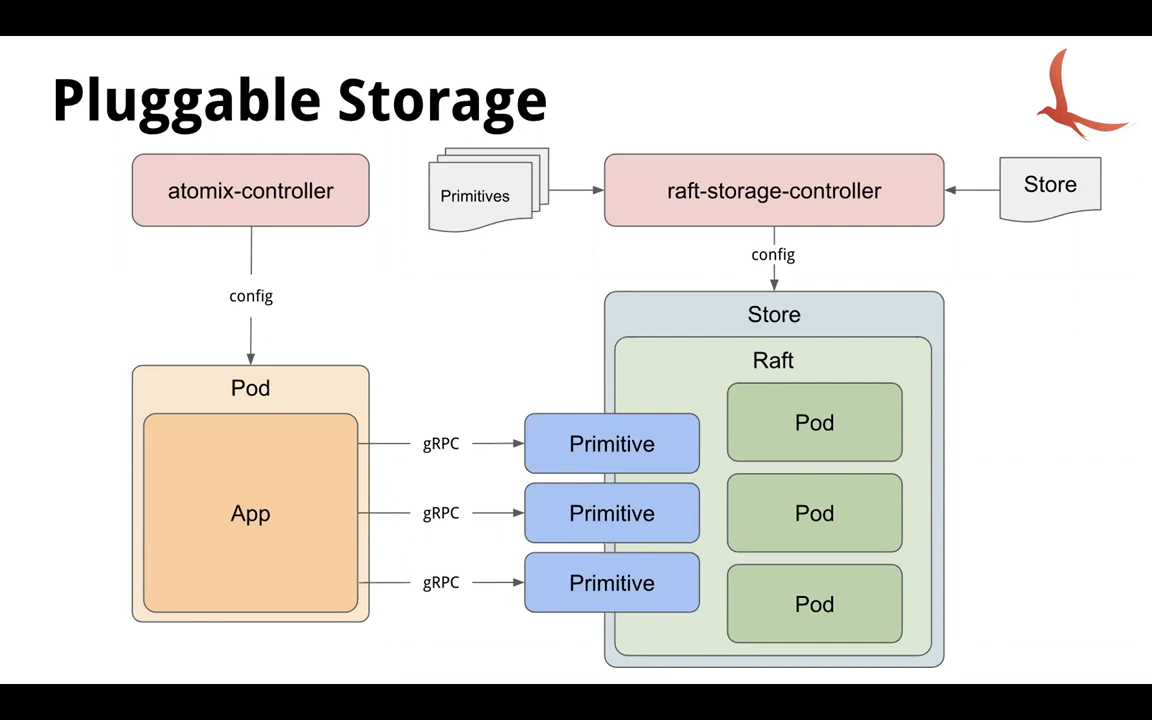 Pluggable Storage
atomix-controller
Primitives
raft-storage-controller
Store
config
config
Store
Raft
Pod
App
gRPC
gRPC
gRPC
Primitive
Primitive
Primitive
Pod
Pod
Pod